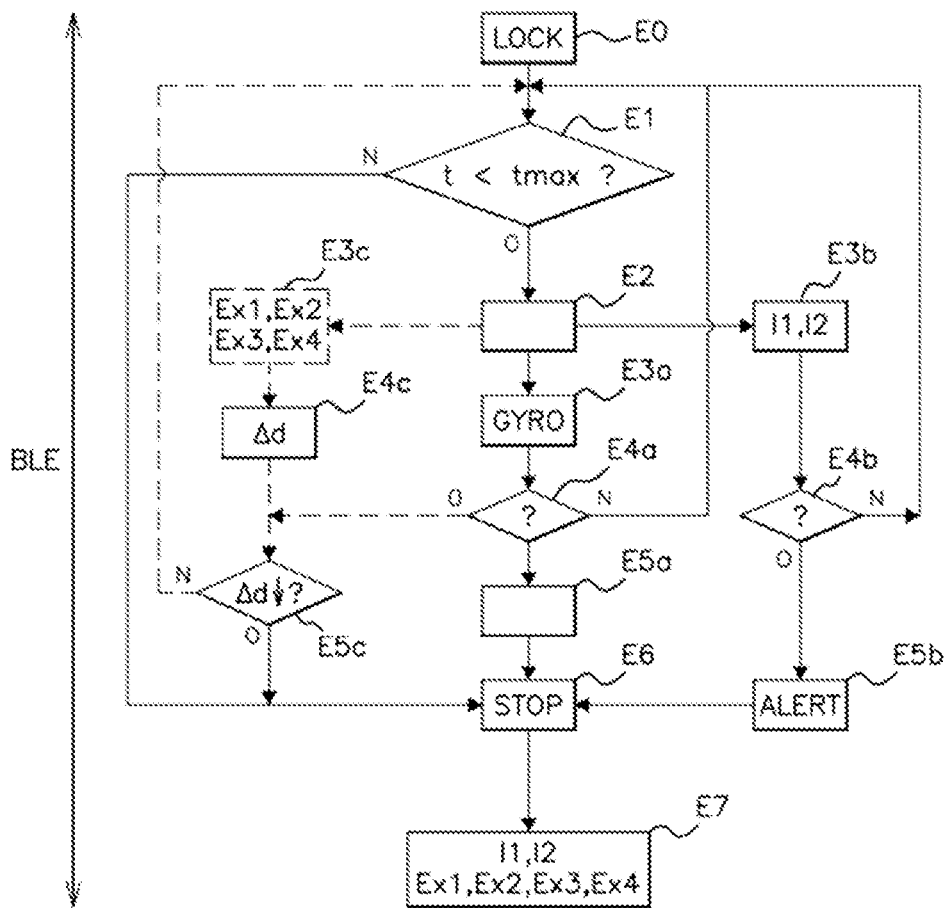 LOCK
E0
E1
N
t < tmax ?
O
E3c
E2
E3b
Ex1,Ex2
Ex3,Ex4
I1,I2
E3a
E4c
GYRO
Δd
BLE
E4a
E4b
O
?
N
?
N
O
E5a
N
Δd↓?
O
E5c
E6
E5b
STOP
ALERT
E7
I1,I2
Ex1,Ex2,Ex3,Ex4